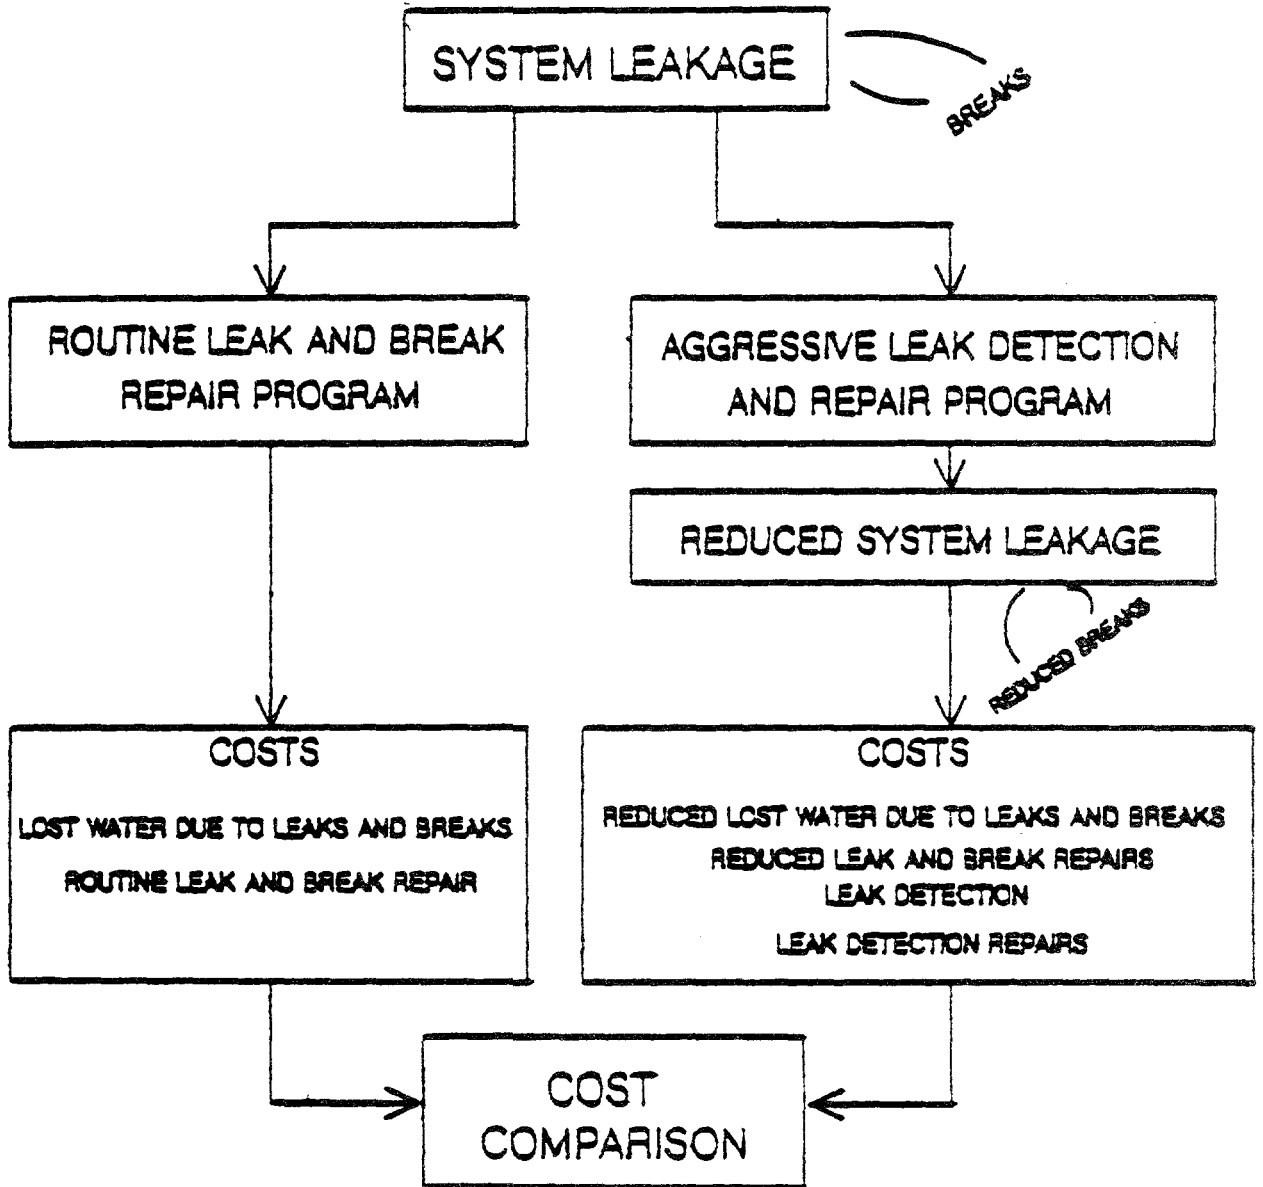 SYSTEM LEAKAGE
BREAKS
ROUTINE LEAK AND BREAK
REPAIR PROGRAM
AGGRESSIVE LEAK DETECTION
AND REPAIR PROGRAM
REDUCED SYSTEM LEAKAGE
REDUCED BREAKS
COSTS
LOST WATER DUE TO LEAKS AND BREAKS
ROUTINE LEAK AND BREAK REPAIR
COSTS
REDUCED LOST WATER DUE TO LEAKS AND BREAKS
REDUCED LEAK AND BREAK REPAIRS
LEAK DETECTION
LEAK DETECTION REPAIRS
COST
COMPARISON